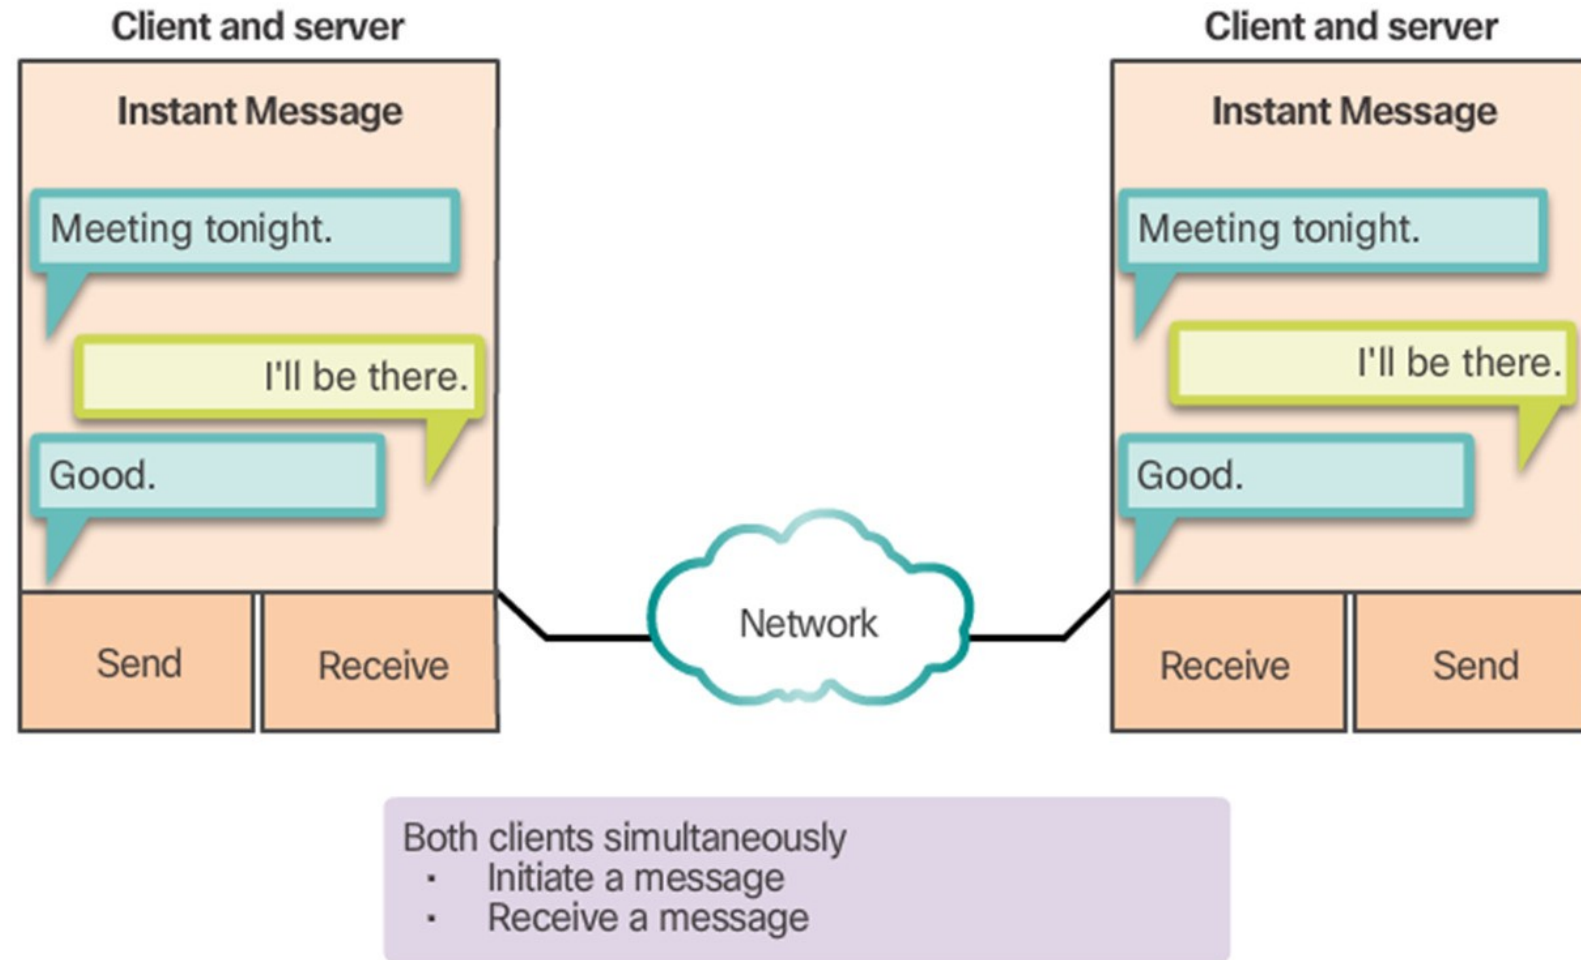 Client and server
Instant Message
Meeting tonight.
I'll be there.
Good.
Send
Receive
Network
Client and server
Instant Message
Meeting tonight.
I'll be there.
Good.
Receive
Send
Both clients simultaneously
· Initiate a message
· Receive a message